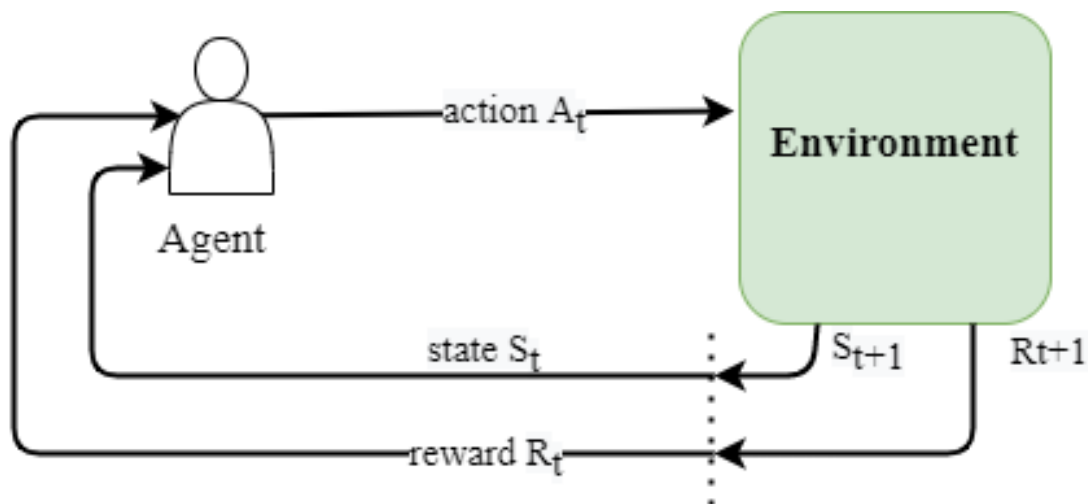 action Aₜ
Environment
Agent
state Sₜ
Sₜ₊₁
Rt+1
reward Rₜ